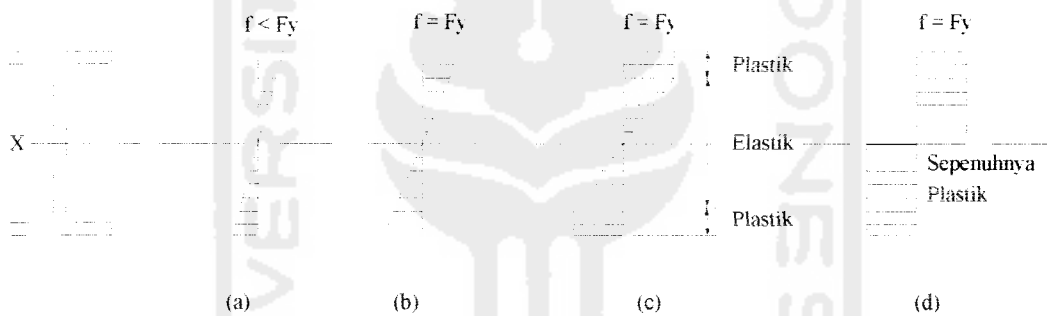 f < Fy
f = Fy
f = Fy
f = Fy
Plastik
X
Elastik
Sepenuhnya
Plastik
Plastik
(a)
(b)
(c)
(d)